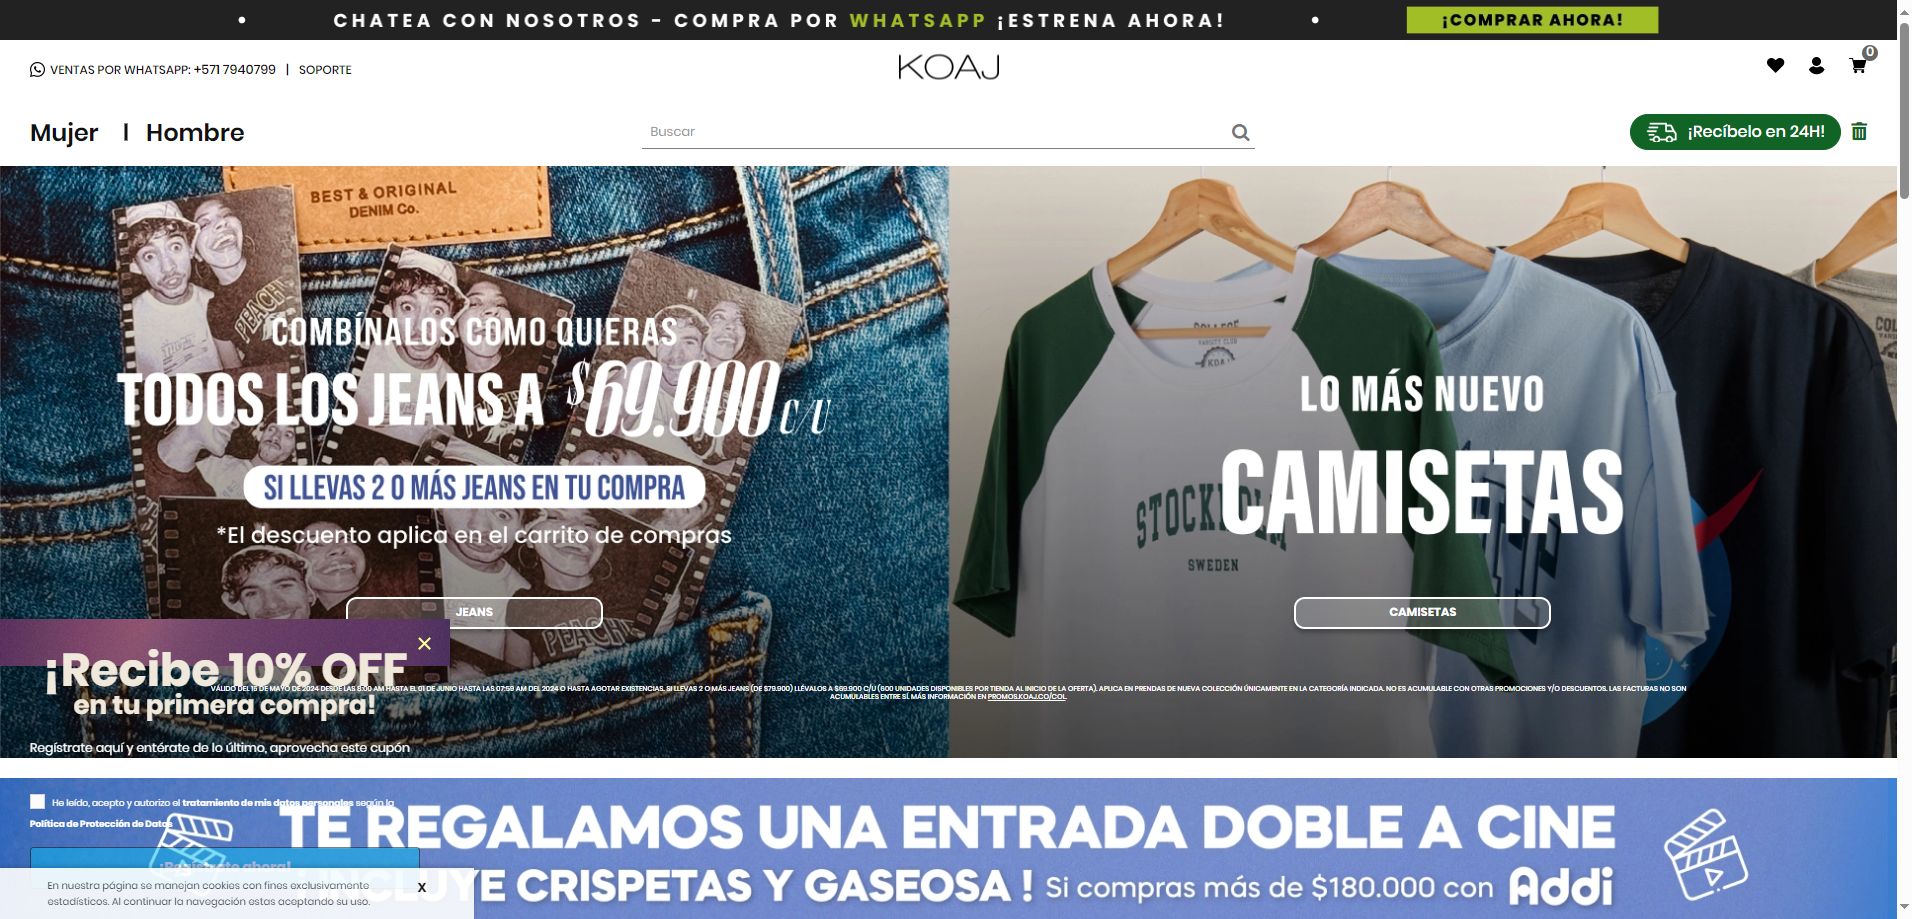 CHATEA CON NOSOTROS - COMPRA POR WHATSAPP ¡ESTRENA AHORA!
¡COMPRAR AHORA!
VENTAS POR WHATSAPP: +571 7940799 | SOPORTE
KOAJ
0
Mujer | Hombre
Buscar
¡Recíbelo en 24H!
BEST & ORIGINAL
DENIM Co.
PEACHY
COMBÍNALOS COMO QUIERAS
TODOS LOS JEANS A $69.900 C/U
SI LLEVAS 2 O MÁS JEANS EN TU COMPRA
*El descuento aplica en el carrito de compras
JEANS
PEACHY
COLLEGE
VARSITY CLUB
KOAJ
LO MÁS NUEVO
CAMISETAS
SWEDEN
CAMISETAS
¡Recibe 10% OFF
en tu primera compra!
VÁLIDO DEL 15 DE MAYO DE 2024 DESDE LAS 8:00 AM HASTA EL 01 DE JUNIO HASTA LAS 07:59 AM DEL 2024 O HASTA AGOTAR EXISTENCIAS. SI LLEVAS 2 O MÁS JEANS (DE $79.900) LLÉVALOS A $69.900 C/U (600 UNIDADES DISPONIBLES POR TIENDA AL INICIO DE LA OFERTA). APLICA EN PRENDAS DE NUEVA COLECCIÓN ÚNICAMENTE EN LA CATEGORÍA INDICADA. NO ES ACUMULABLE CON OTRAS PROMOCIONES Y/O DESCUENTOS. LAS FACTURAS NO SON
ACUMULABLES ENTRE SÍ. MÁS INFORMACIÓN EN PROMOS.KOAJ.CO/COL
Regístrate aquí y entérate de lo último, aprovecha este cupón
He leído, acepto y autorizo el tratamiento de mis datos personales según la
Política de Protección de Datos
¡Regístrate ahora!
TE REGALAMOS UNA ENTRADA DOBLE A CINE
CRISPETAS Y GASEOSA ! Si compras más de $180.000 con Addi
En nuestra página se manejan cookies con fines exclusivamente
estadísticos. Al continuar la navegación estas aceptando su uso.
X